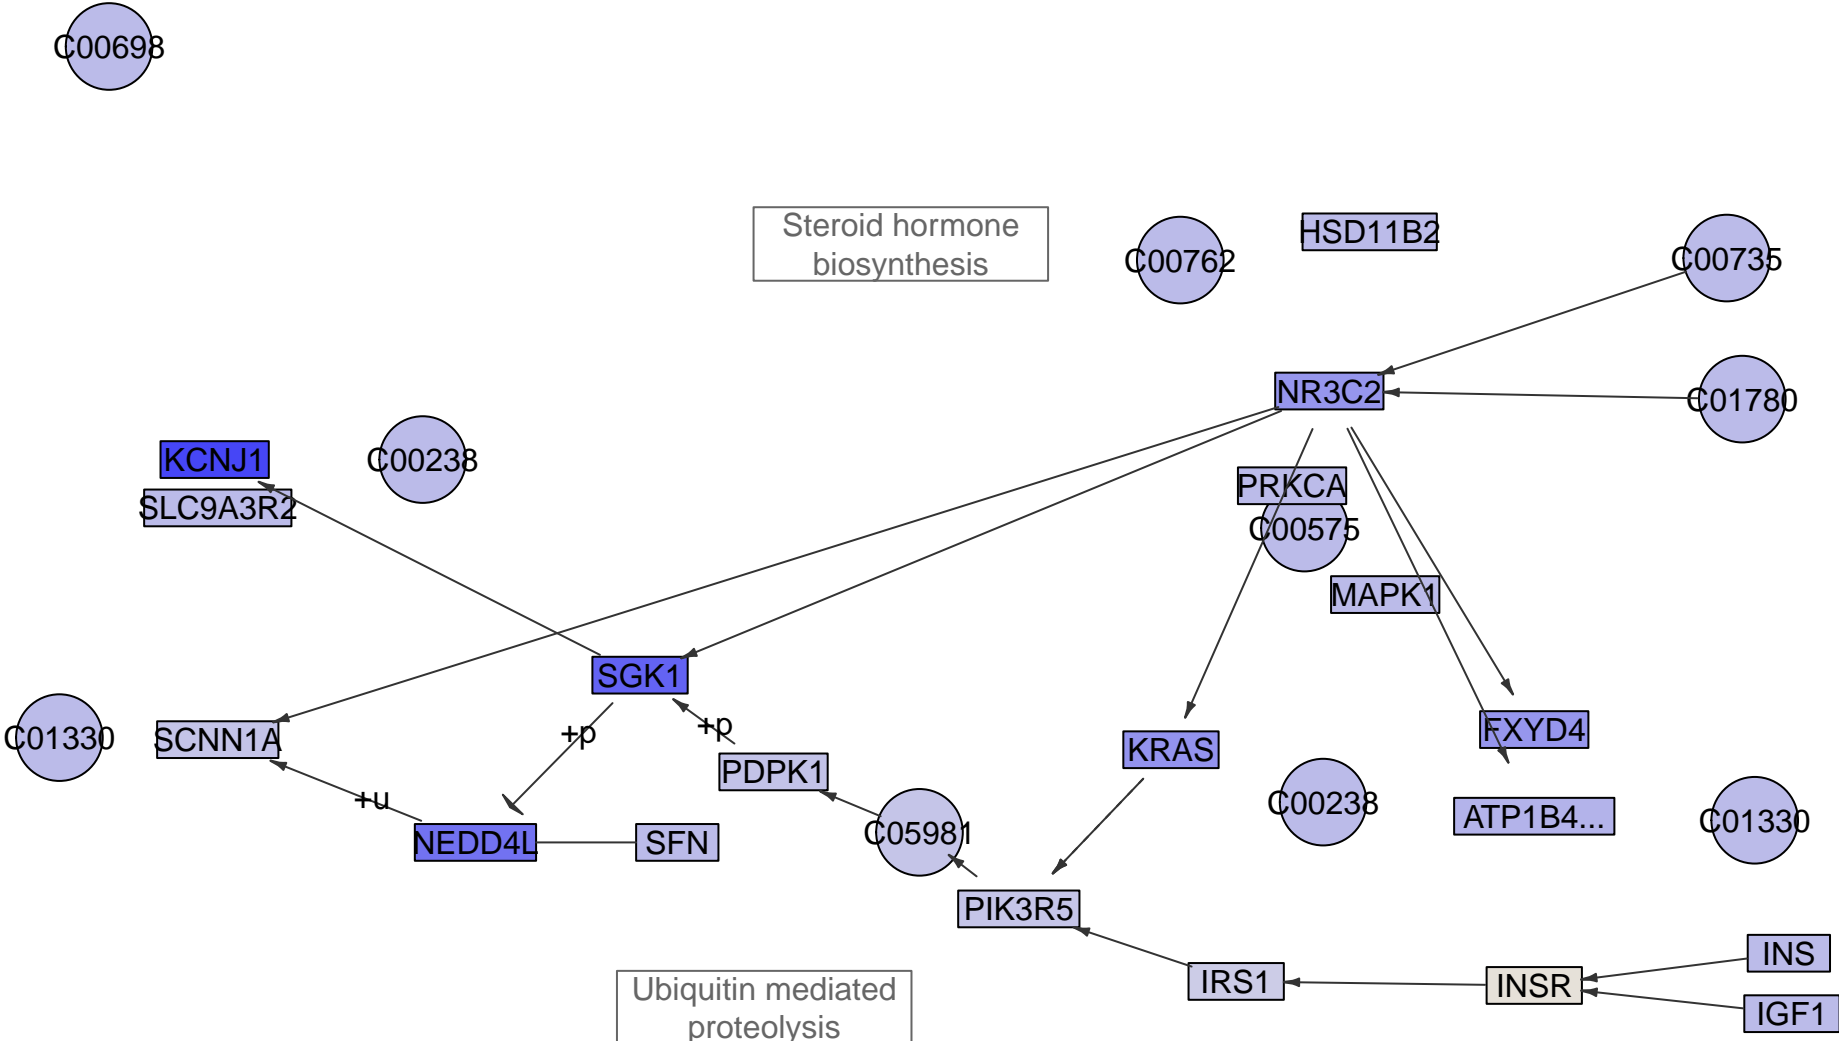 C00698
Steroid hormone
biosynthesis
C00762
HSD11B2
C00735
NR3C2
C01780
KCNJ1
C00238
SLC9A3R2
PRKCA
C00575
MAPK1
SGK1
C01330
SCNN1A
+p
+p
FXYD4
KRAS
PDPK1
+u
C00238
ATP1B4...
C01330
NEDD4L
SFN
C05981
PIK3R5
INS
IRS1
INSR
IGF1
Ubiquitin mediated
proteolysis